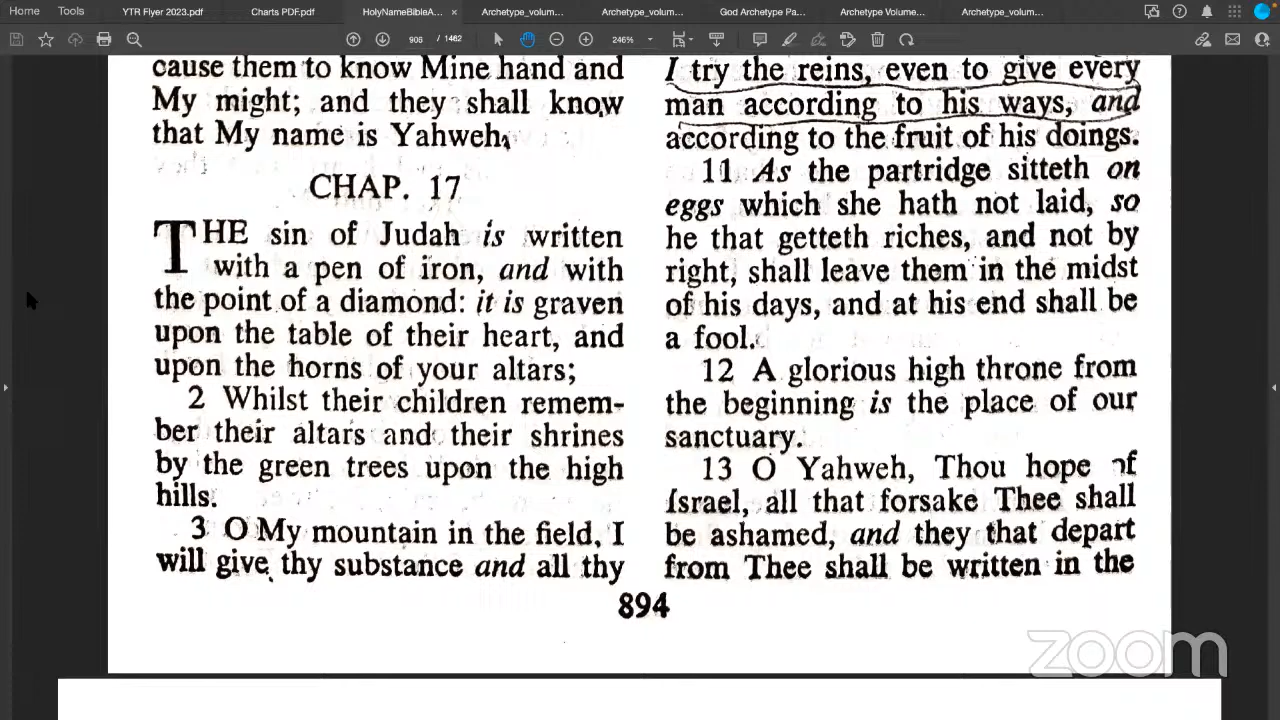 Home Tools YTR Flyer 2023.pdf Charts PDF.pdf HolyNameBibleA... × Archetype_volum... Archetype_volum... God Archetype Pa... Archetype Volume... Archetype_volum...
906 / 1462 246%
cause them to know Mine hand and
My might; and they shall know
that My name is Yahweh.
CHAP. 17
THE sin of Judah is written
with a pen of iron, and with
the point of a diamond: it is graven
upon the table of their heart, and
upon the horns of your altars;
2 Whilst their children remem-
ber their altars and their shrines
by the green trees upon the high
hills.
3 O My mountain in the field, I
will give thy substance and all thy
I try the reins, even to give every
man according to his ways, and
according to the fruit of his doings.
11 As the partridge sitteth on
eggs which she hath not laid, so
he that getteth riches, and not by
right, shall leave them in the midst
of his days, and at his end shall be
a fool.
12 A glorious high throne from
the beginning is the place of our
sanctuary.
13 O Yahweh, Thou hope of
Israel, all that forsake Thee shall
be ashamed, and they that depart
from Thee shall be written in the
894
zoom